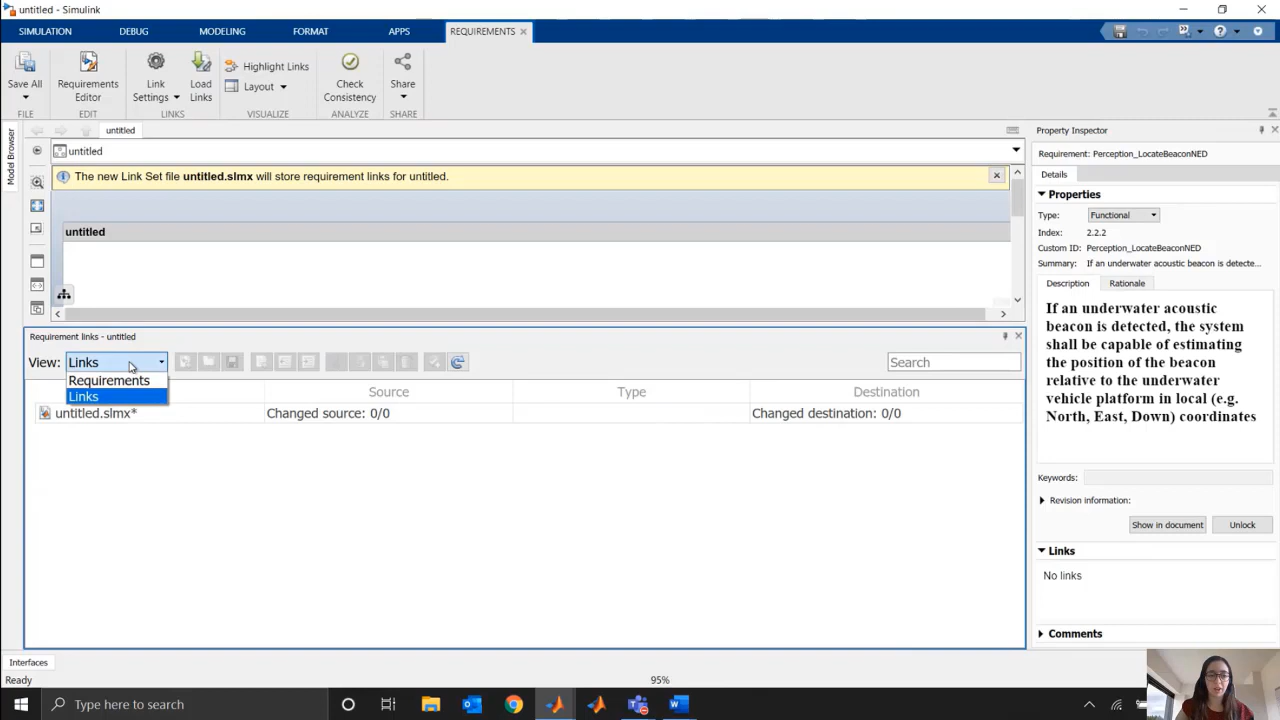 untitled - Simulink
SIMULATION DEBUG MODELING FORMAT APPS REQUIREMENTS
Save All
Requirements Editor
Link Settings
Load Links
Highlight Links
Layout
Check Consistency
Share
FILE EDIT LINKS VISUALIZE ANALYZE SHARE
Model Browser
untitled
untitled
The new Link Set file untitled.slmx will store requirement links for untitled.
untitled
Requirement links - untitled
View: Links
Requirements
Links
Search
Source Type Destination
untitled.slmx* Changed source: 0/0 Changed destination: 0/0
Interfaces
Ready 95%
Property Inspector
Requirement: Perception_LocateBeaconNED
Details
Properties
Type: Functional
Index: 2.2.2
Custom ID: Perception_LocateBeaconNED
Summary: If an underwater acoustic beacon is detecte...
Description Rationale
If an underwater acoustic
beacon is detected, the system
shall be capable of estimating
the position of the beacon
relative to the underwater
vehicle platform in local (e.g.
North, East, Down) coordinates
Keywords:
Revision information:
Show in document Unlock
Links
No links
Comments
Type here to search